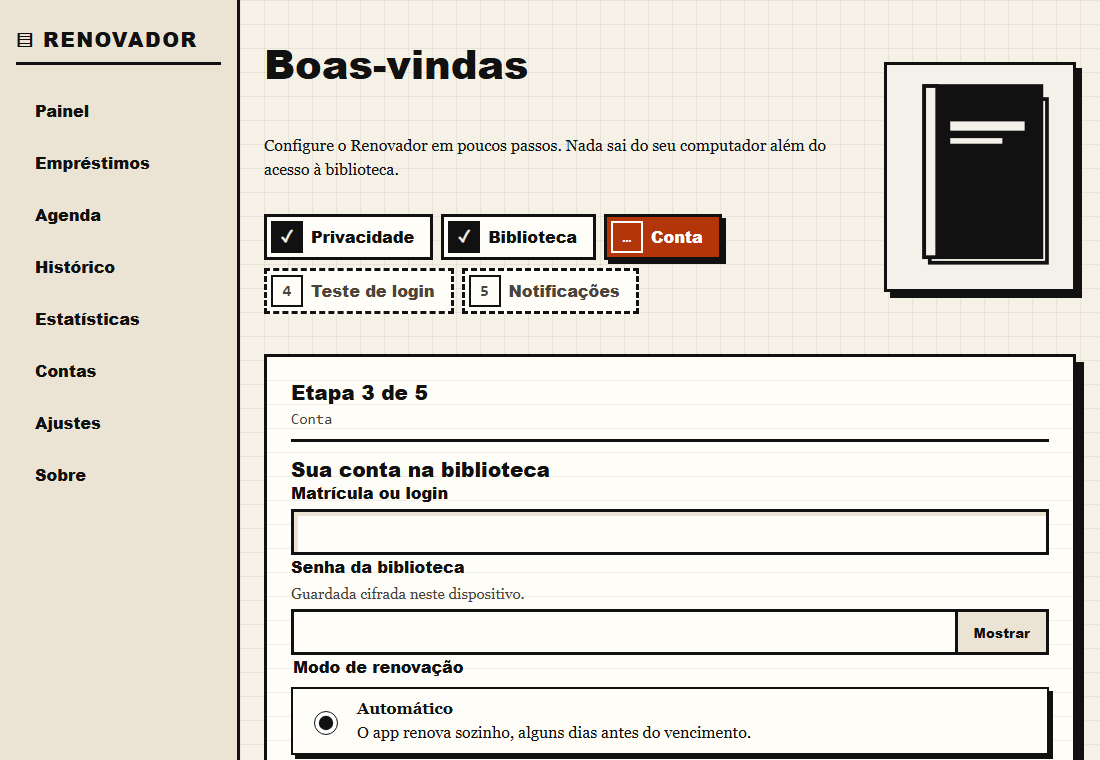 RENOVADOR
Painel
Empréstimos
Agenda
Histórico
Estatísticas
Contas
Ajustes
Sobre
Boas-vindas
Configure o Renovador em poucos passos. Nada sai do seu computador além do
acesso à biblioteca.
✓ Privacidade
✓ Biblioteca
... Conta
4 Teste de login
5 Notificações
Etapa 3 de 5
Conta
Sua conta na biblioteca
Matrícula ou login
Senha da biblioteca
Guardada cifrada neste dispositivo.
Mostrar
Modo de renovação
Automático
O app renova sozinho, alguns dias antes do vencimento.